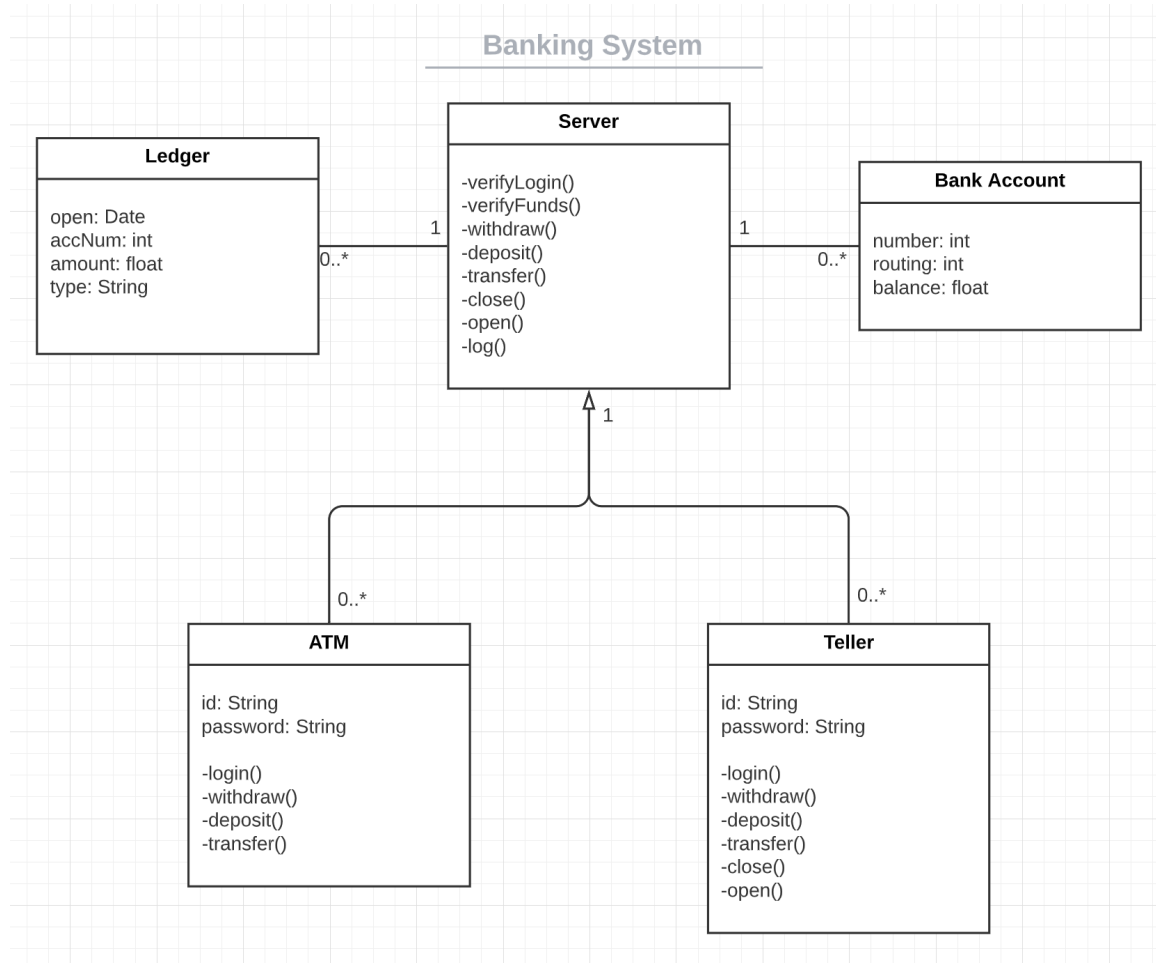 Banking System
Ledger
open: Date
accNum: int
amount: float
type: String
0..*
1
Server
-verifyLogin()
-verifyFunds()
-withdraw()
-deposit()
-transfer()
-close()
-open()
-log()
1
0..*
Bank Account
number: int
routing: int
balance: float
1
0..*
ATM
id: String
password: String
-login()
-withdraw()
-deposit()
-transfer()
0..*
Teller
id: String
password: String
-login()
-withdraw()
-deposit()
-transfer()
-close()
-open()